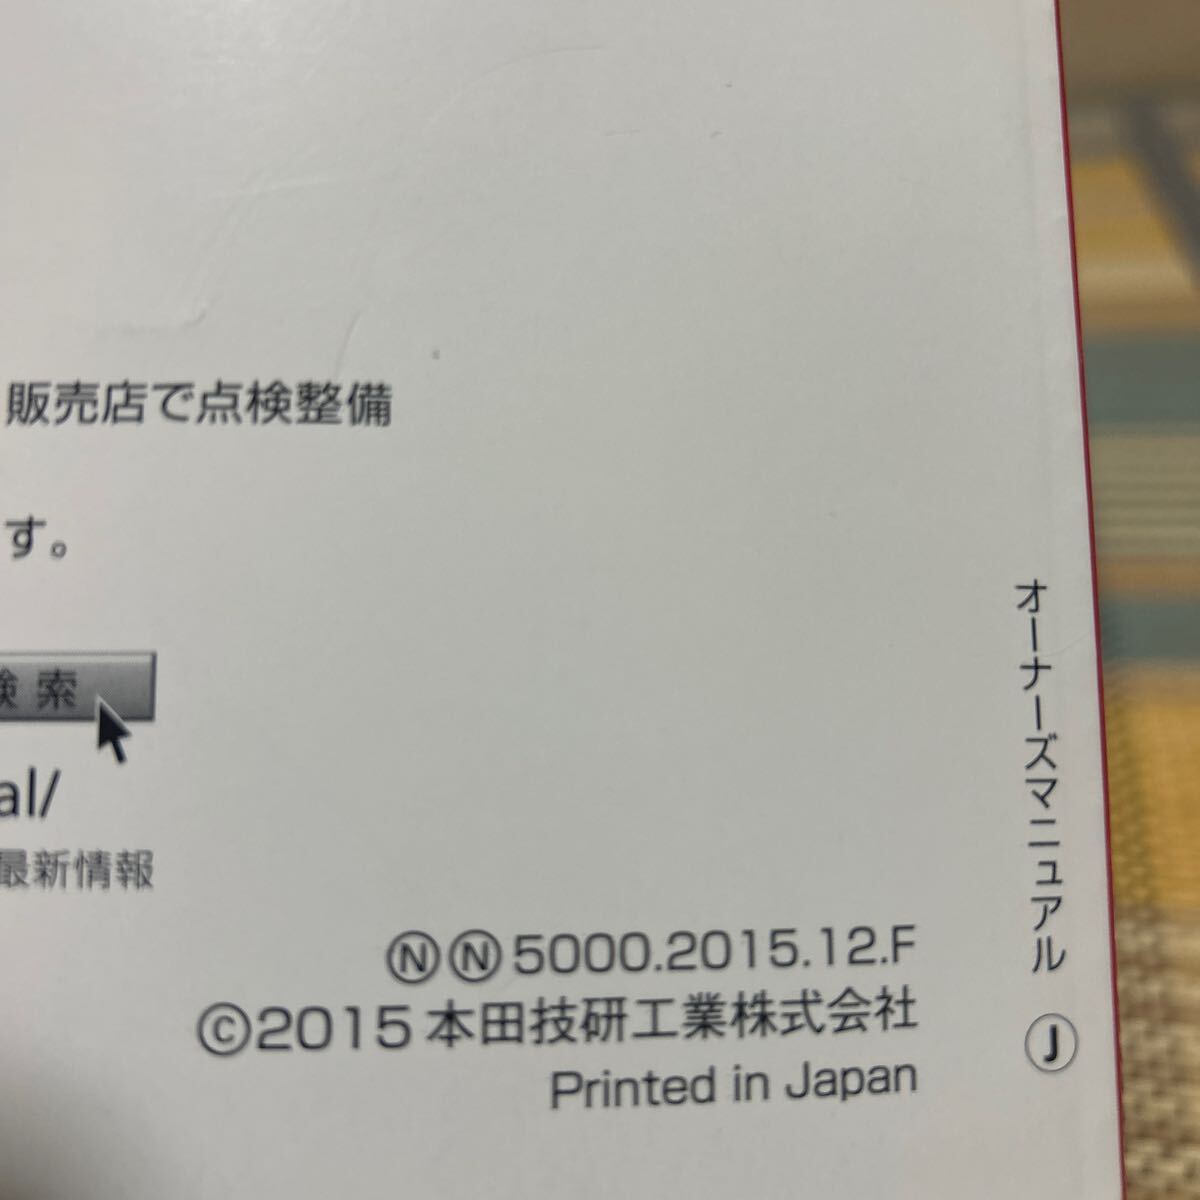 販売店で点検整備
す。
検索
al/
最新情報
ⓃⓃ5000.2015.12.F
©2015 本田技研工業株式会社
Printed in Japan
オーナーズマニュアル Ⓙ